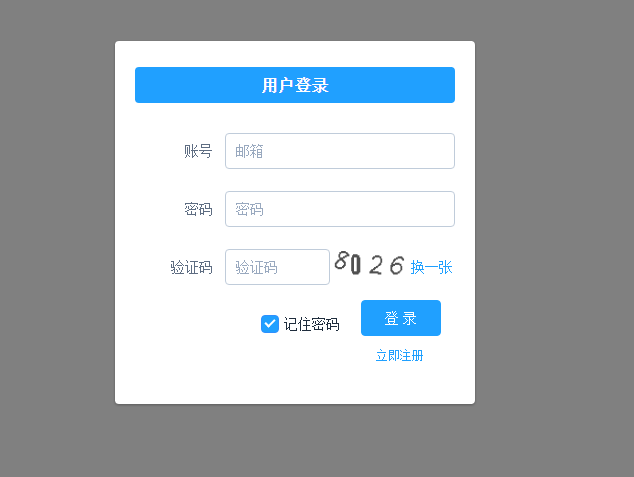 用户登录
账号 邮箱
密码 密码
验证码 验证码 8026 换一张
记住密码 登 录
立即注册